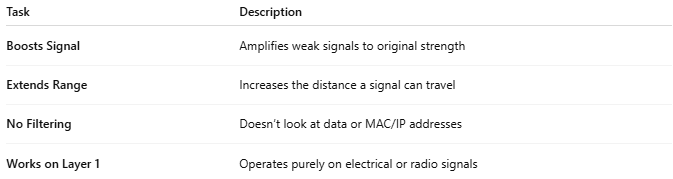 Task Description
Boosts Signal Amplifies weak signals to original strength
Extends Range Increases the distance a signal can travel
No Filtering Doesn't look at data or MAC/IP addresses
Works on Layer 1 Operates purely on electrical or radio signals